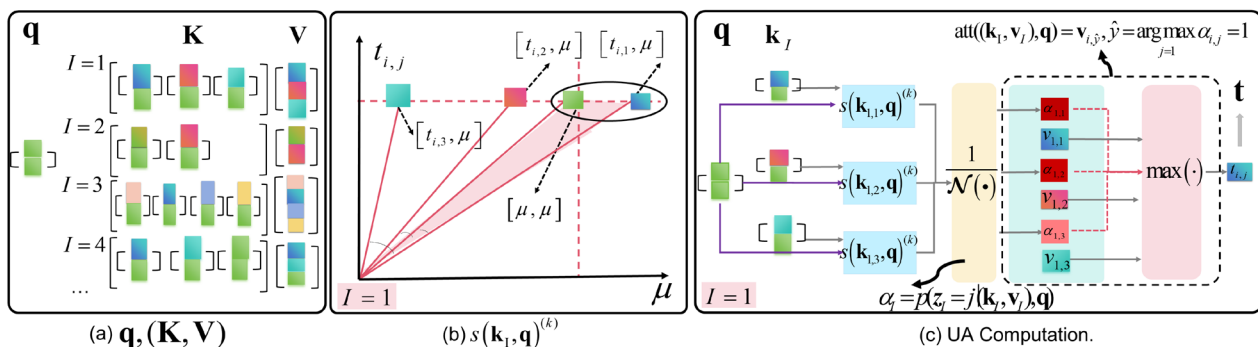 q K V
I=1
I=2
I=3
I=4
...
(a) q, (K, V)
t_{i,j}
[t_{i,2}, μ]
[t_{i,1}, μ]
[t_{i,3}, μ]
[μ, μ]
I = 1
μ
(b) s(k_1, q)^{(k)}
q k_I
att((k_I, v_I), q) = v_{i,ŷ}, ŷ = arg max_{j=1} α_{i,j} = 1
s(k_{1,1}, q)^{(k)}
s(k_{1,2}, q)^{(k)}
s(k_{1,3}, q)^{(k)}
1
N(•)
α_{1,1}
v_{1,1}
α_{1,2}
v_{1,2}
α_{1,3}
v_{1,3}
max(·)
t
t_{i,j}
I = 1
α_I = p(z_I = j(k_I, v_I), q)
(c) UA Computation.